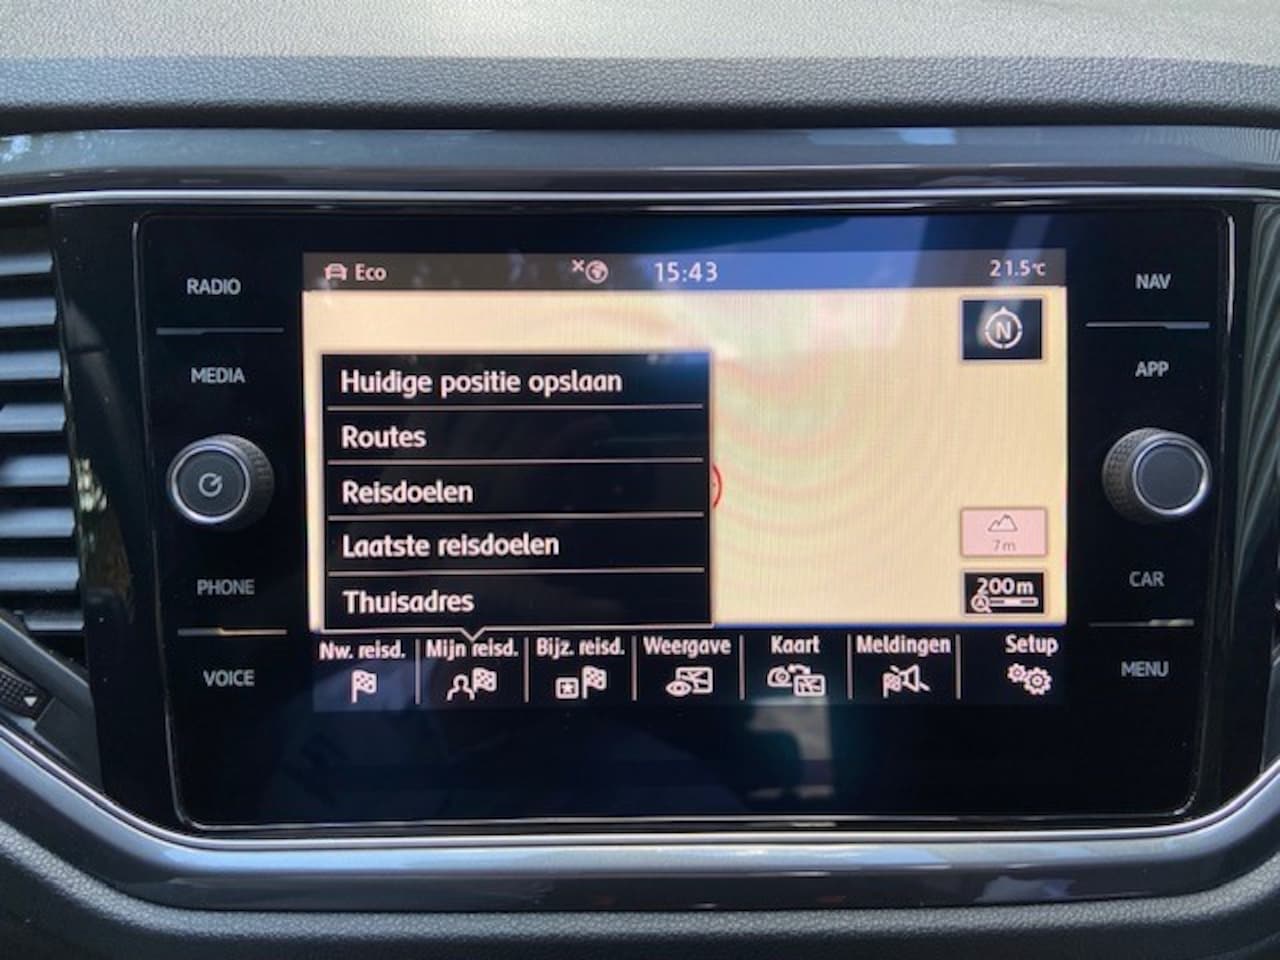 RADIO
MEDIA
PHONE
VOICE
Eco
15:43
21.5°C
N
Huidige positie opslaan
Routes
Reisdoelen
Laatste reisdoelen
Thuisadres
7m
200m
Nw. reisd.
Mijn reisd.
Bijz. reisd.
Weergave
Kaart
Meldingen
Setup
NAV
APP
CAR
MENU